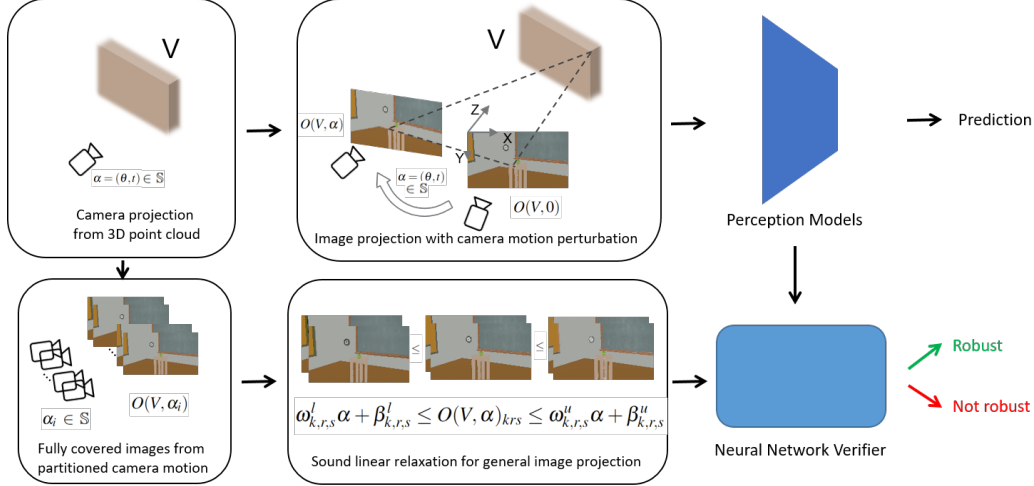 V
α = (θ, t) ∈ 𝕊
Camera projection
from 3D point cloud
V
O(V, α)
Z
X
Y
α = (θ, t)
∈ 𝕊
O(V, 0)
Image projection with camera motion perturbation
Perception Models
Prediction
α_i ∈ 𝕊
O(V, α_i)
Fully covered images from
partitioned camera motion
≤
≤
ω^l_{k,r,s} α + β^l_{k,r,s} ≤ O(V, α)_{krs} ≤ ω^u_{k,r,s} α + β^u_{k,r,s}
Sound linear relaxation for general image projection
Neural Network Verifier
Robust
Not robust